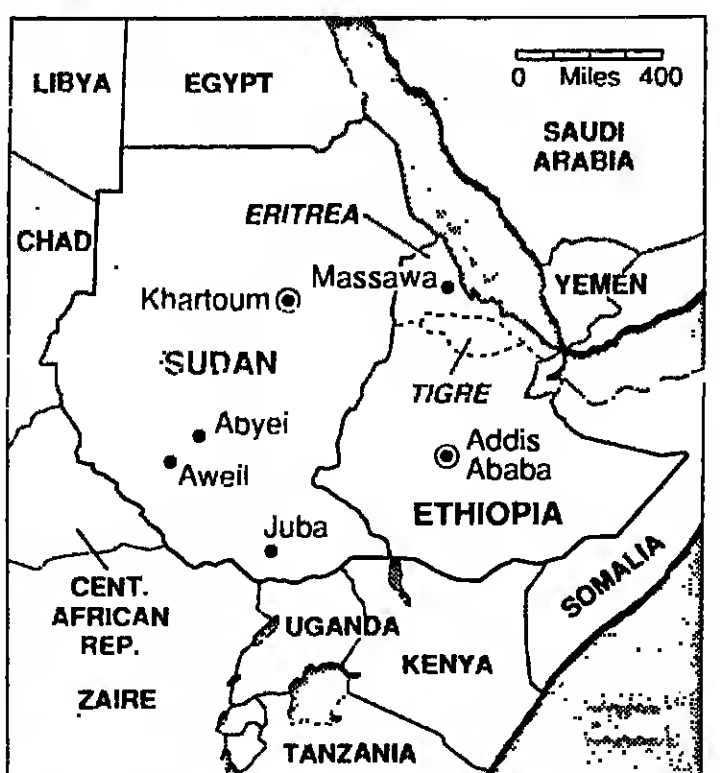 LIBYA
EGYPT
0 Miles 400
SAUDI
ARABIA
CHAD
ERITREA
Massawa
YEMEN
Khartoum
SUDAN
TIGRE
Abyei
Aweil
Addis
Ababa
ETHIOPIA
Juba
SOMALIA
CENT.
AFRICAN
REP.
UGANDA
KENYA
ZAIRE
TANZANIA